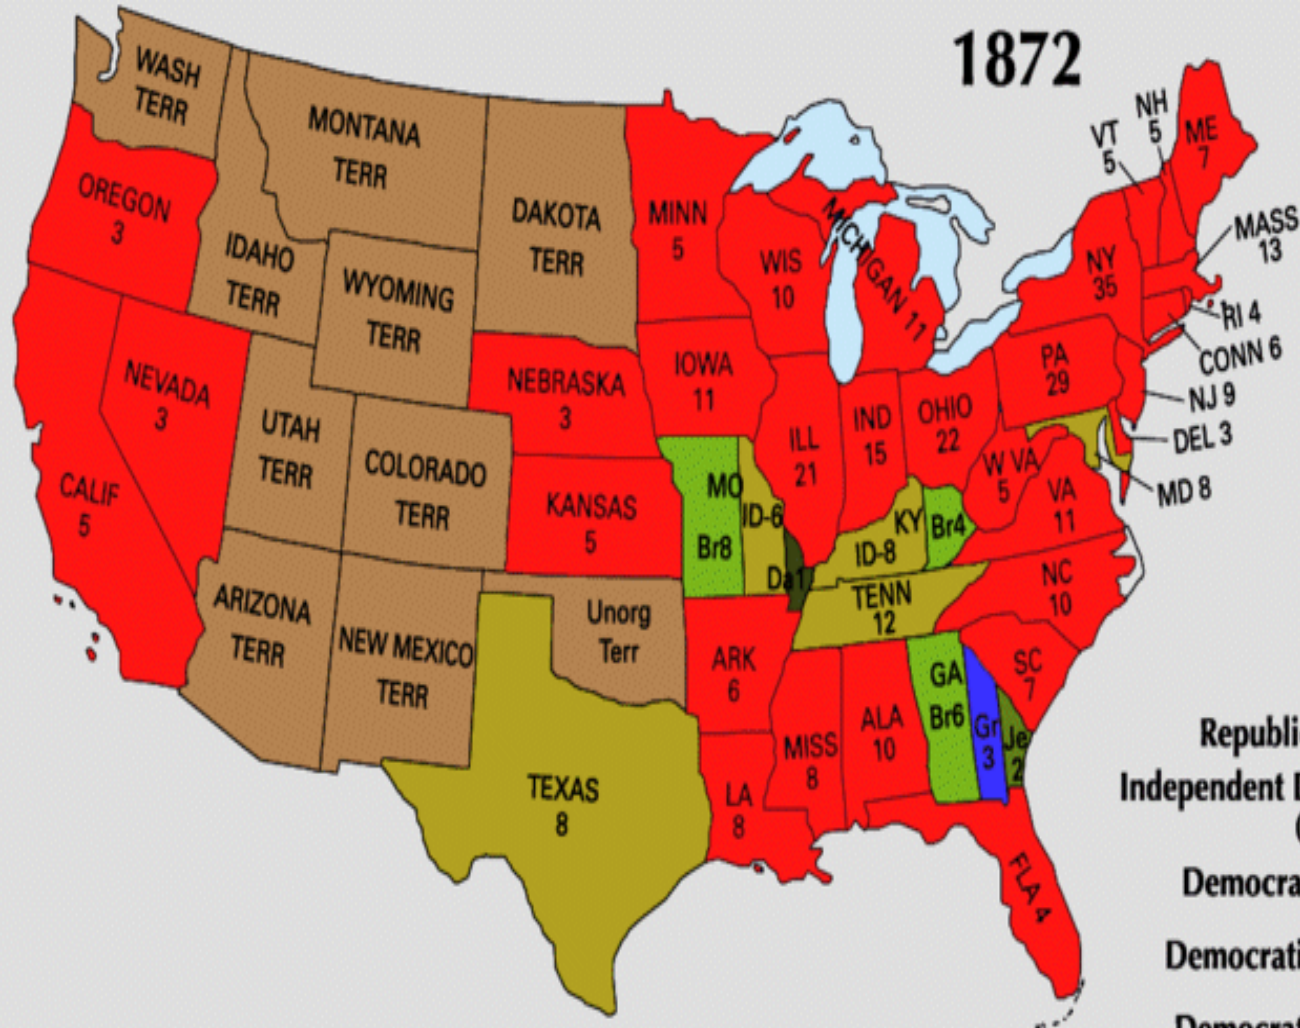 1872
WASH
TERR
MONTANA
TERR
DAKOTA
TERR
MINN
5
VT
5
NH
5
ME
7
OREGON
3
IDAHO
TERR
WYOMING
TERR
WIS
10
MICHIGAN 11
NY
35
MASS
13
RI 4
CONN 6
NJ 9
DEL 3
MD 8
NEVADA
3
UTAH
TERR
COLORADO
TERR
NEBRASKA
3
IOWA
11
ILL
21
IND
15
OHIO
22
PA
29
W VA
5
VA
11
CALIF
5
KANSAS
5
MO
Br8
ID-6
Da1
KY
ID-8
Br4
TENN
12
NC
10
ARIZONA
TERR
NEW MEXICO
TERR
Unorg
Terr
ARK
6
SC
7
TEXAS
8
LA
8
MISS
8
ALA
10
GA
Br6
Gr
3
Je
2
FLA 4
Republi
Independent
Democra
Democrati